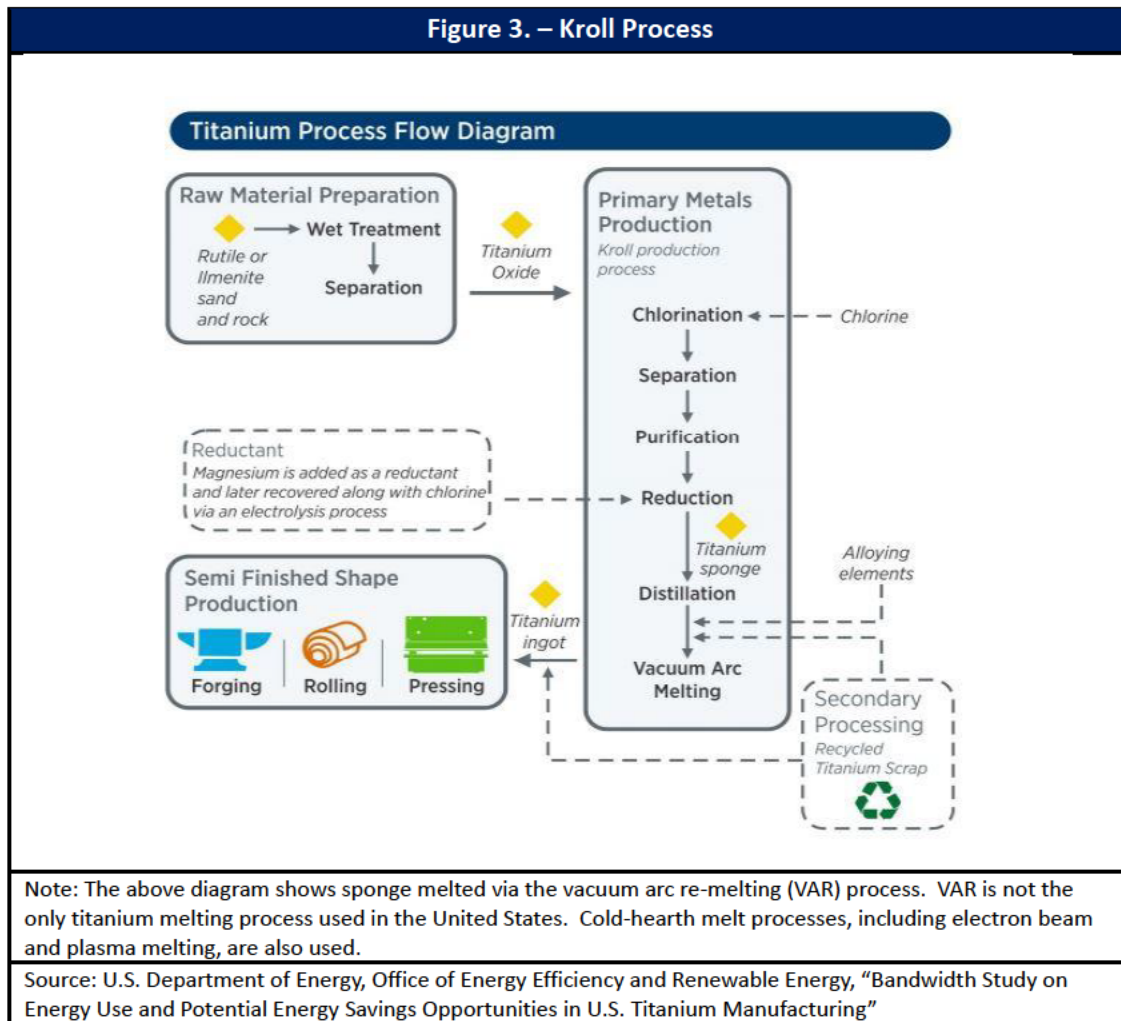 Figure 3. – Kroll Process
Titanium Process Flow Diagram
Raw Material Preparation
Rutile or
Ilmenite
sand
and rock
Wet Treatment
Separation
Titanium
Oxide
Primary Metals
Production
Kroll production
process
Chlorination
Chlorine
Separation
Purification
Reductant
Magnesium is added as a reductant
and later recovered along with chlorine
via an electrolysis process
Reduction
Titanium
sponge
Alloying
elements
Distillation
Vacuum Arc
Melting
Semi Finished Shape
Production
Forging
Rolling
Pressing
Titanium
ingot
Secondary
Processing
Recycled
Titanium Scrap
Note: The above diagram shows sponge melted via the vacuum arc re-melting (VAR) process. VAR is not the
only titanium melting process used in the United States. Cold-hearth melt processes, including electron beam
and plasma melting, are also used.
Source: U.S. Department of Energy, Office of Energy Efficiency and Renewable Energy, “Bandwidth Study on
Energy Use and Potential Energy Savings Opportunities in U.S. Titanium Manufacturing”